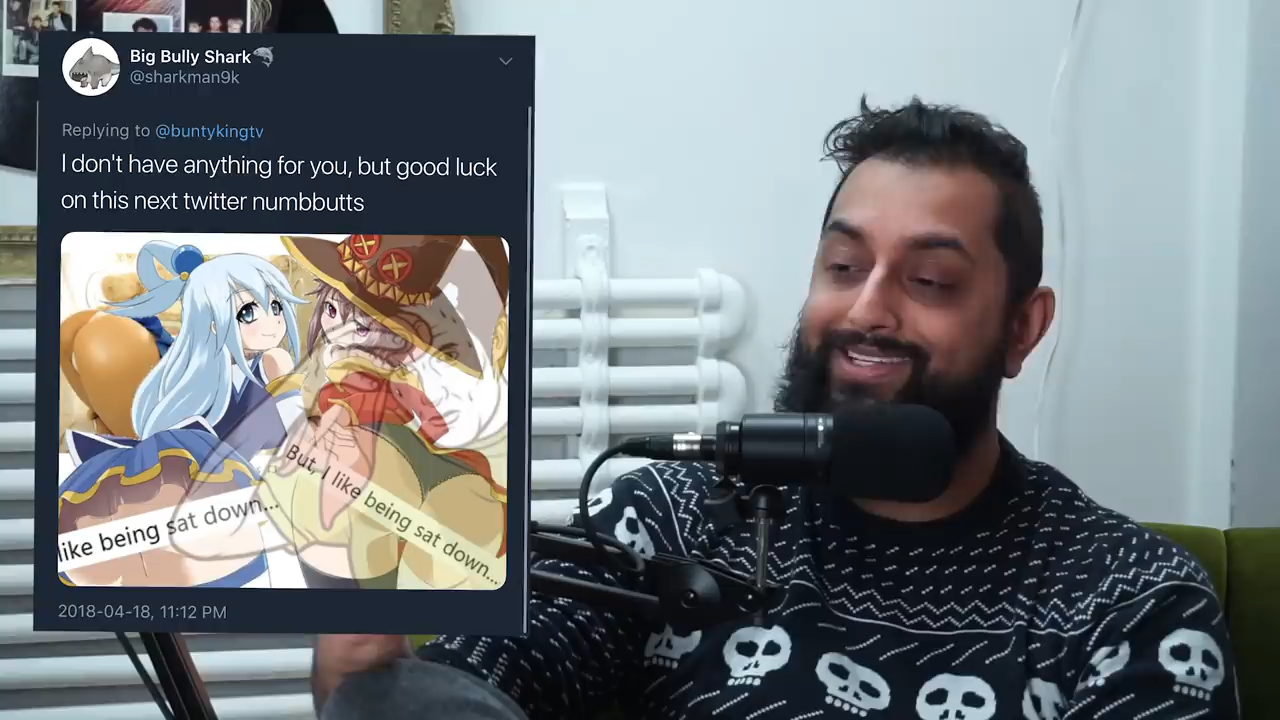 Big Bully Shark
@sharkman9k
Replying to @buntykingtv
I don't have anything for you, but good luck
on this next twitter numbbutts
like being sat down...
But, I like being sat down...
2018-04-18, 11:12 PM